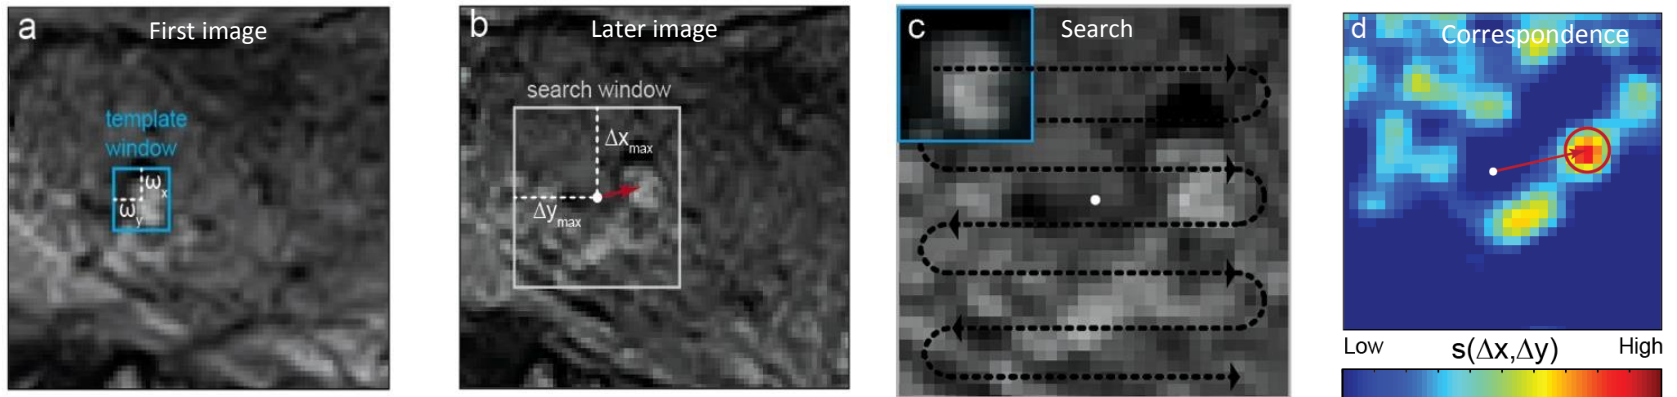 a
First image
template
window
ωx
ωy
b
Later image
search window
Δxmax
Δymax
c
Search
d
Correspondence
Low
s(Δx,Δy)
High